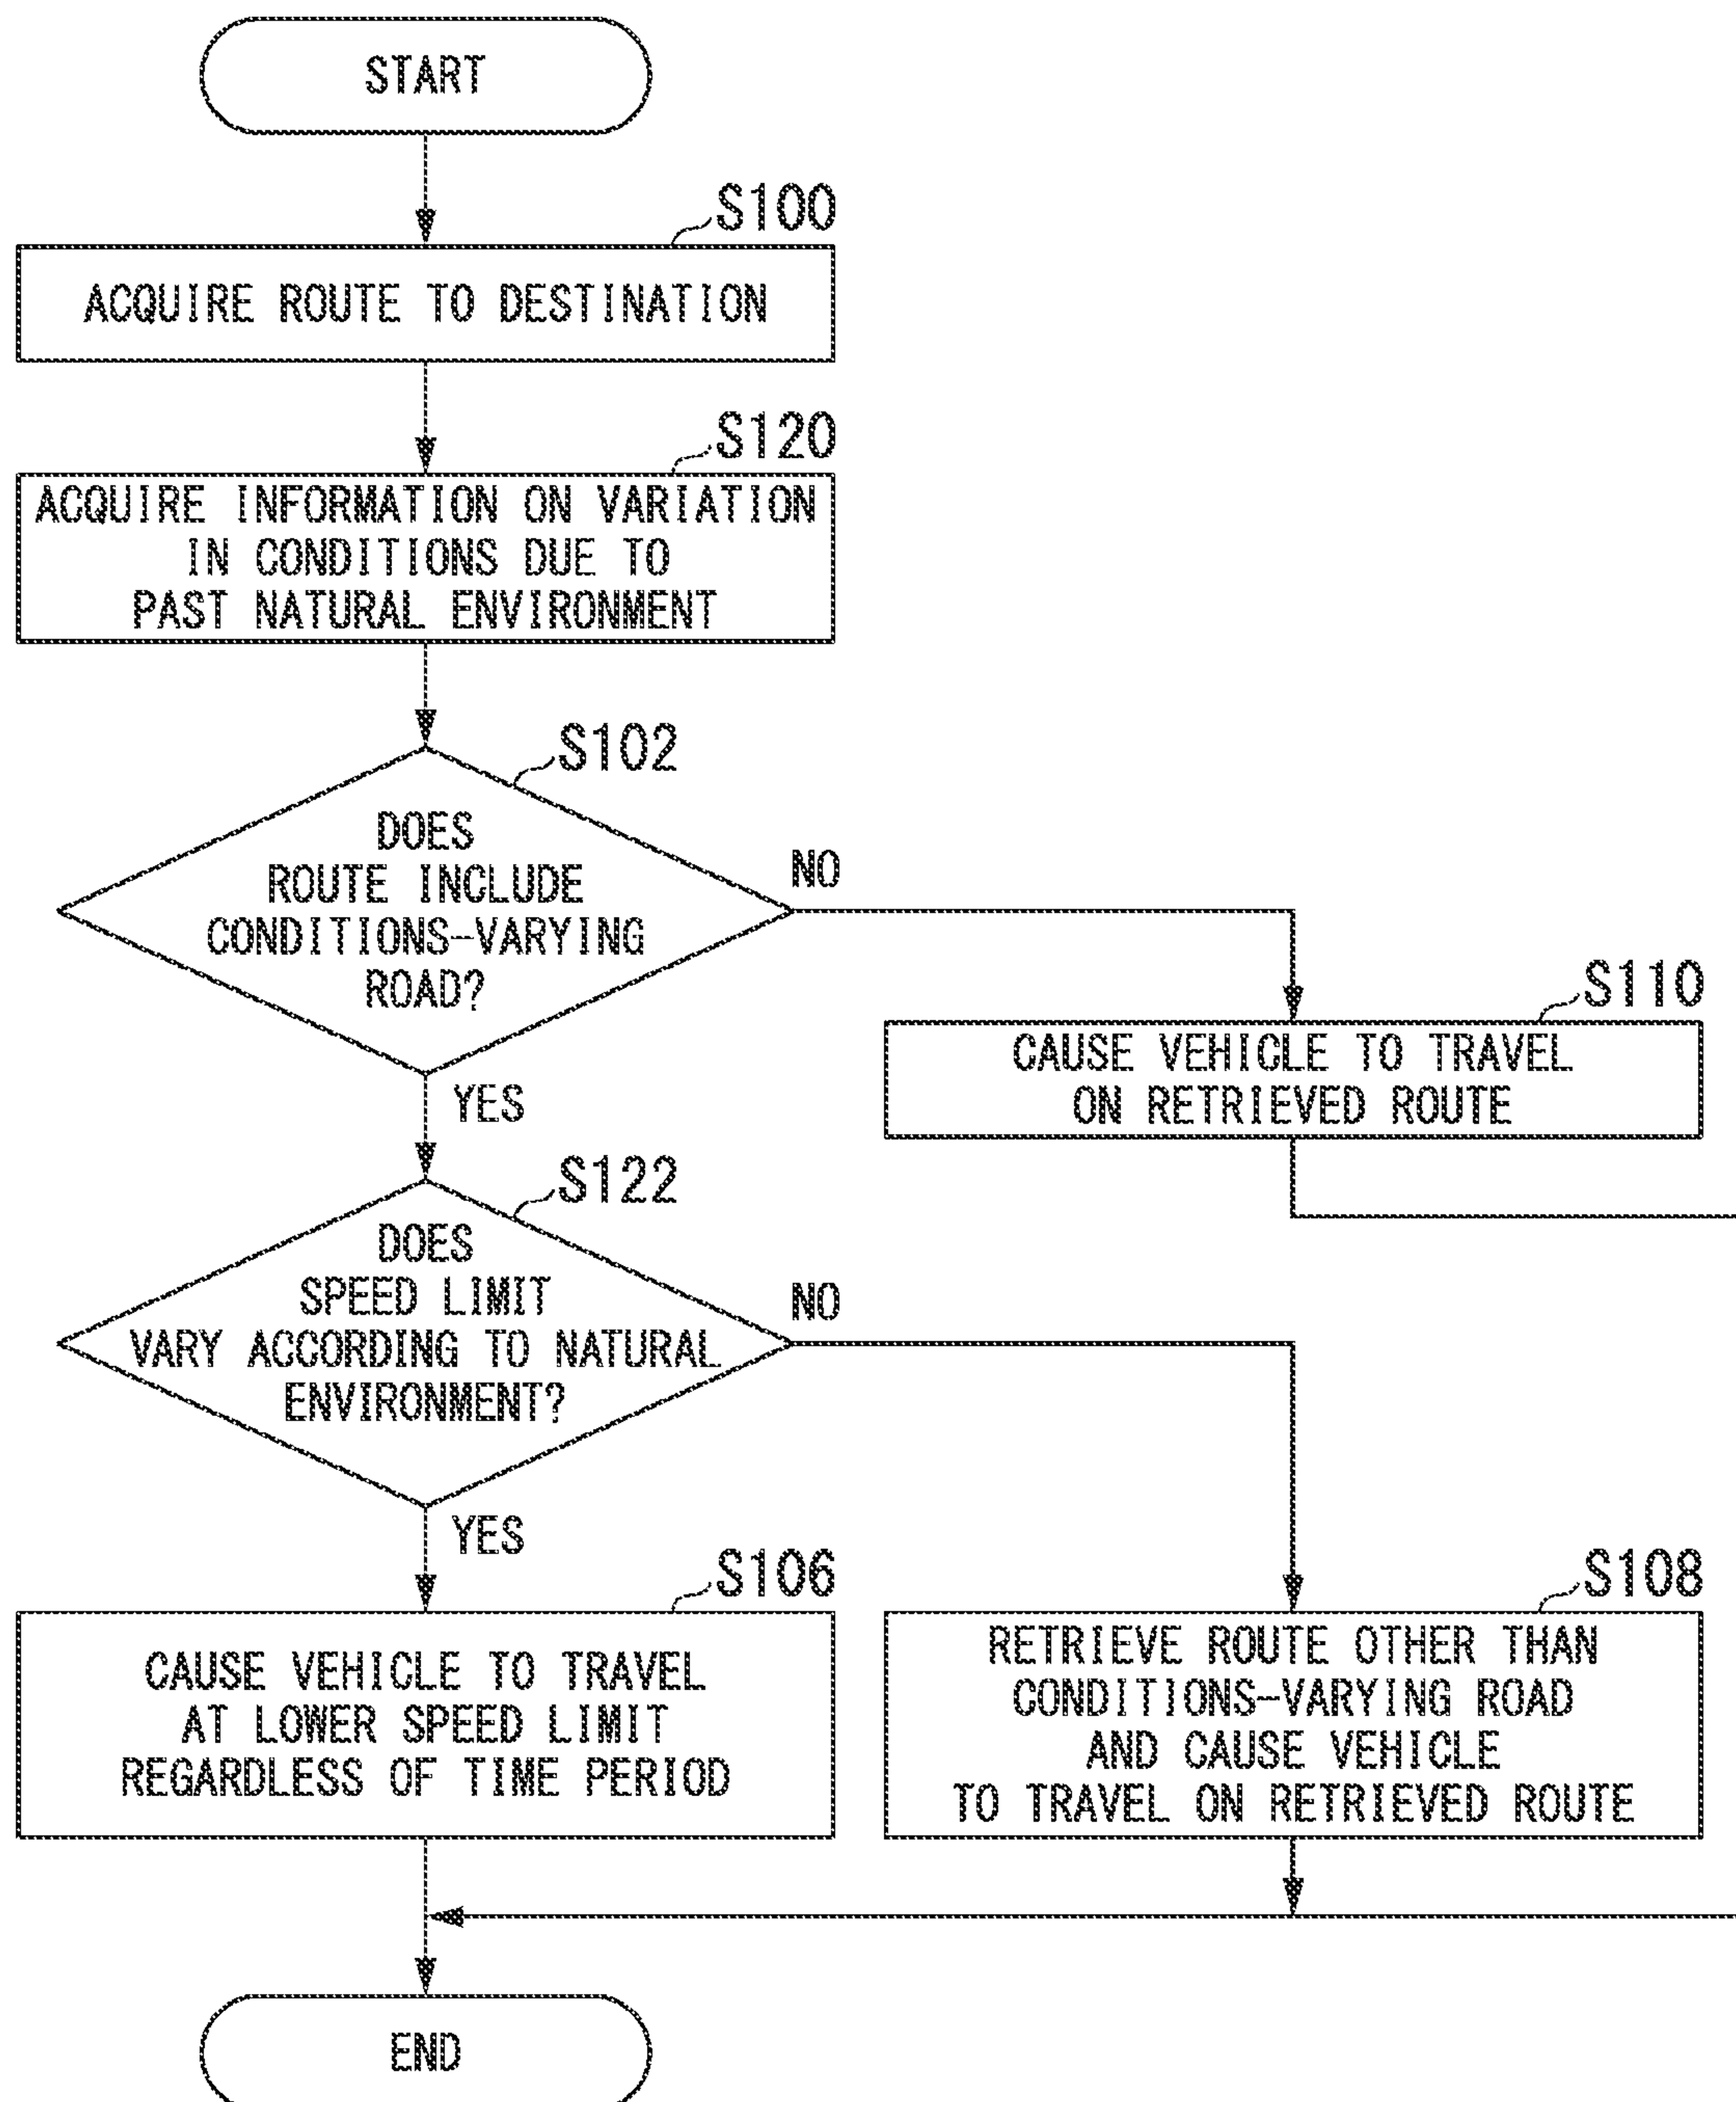 START
S100
ACQUIRE ROUTE TO DESTINATION
S120
ACQUIRE INFORMATION ON VARIATION
IN CONDITIONS DUE TO
PAST NATURAL ENVIRONMENT
S102
DOES
ROUTE INCLUDE
CONDITIONS-VARYING
ROAD?
NO
YES
S110
CAUSE VEHICLE TO TRAVEL
ON RETRIEVED ROUTE
S122
DOES
SPEED LIMIT
VARY ACCORDING TO NATURAL
ENVIRONMENT?
NO
YES
S106
CAUSE VEHICLE TO TRAVEL
AT LOWER SPEED LIMIT
REGARDLESS OF TIME PERIOD
S108
RETRIEVE ROUTE OTHER THAN
CONDITIONS-VARYING ROAD
AND CAUSE VEHICLE
TO TRAVEL ON RETRIEVED ROUTE
END